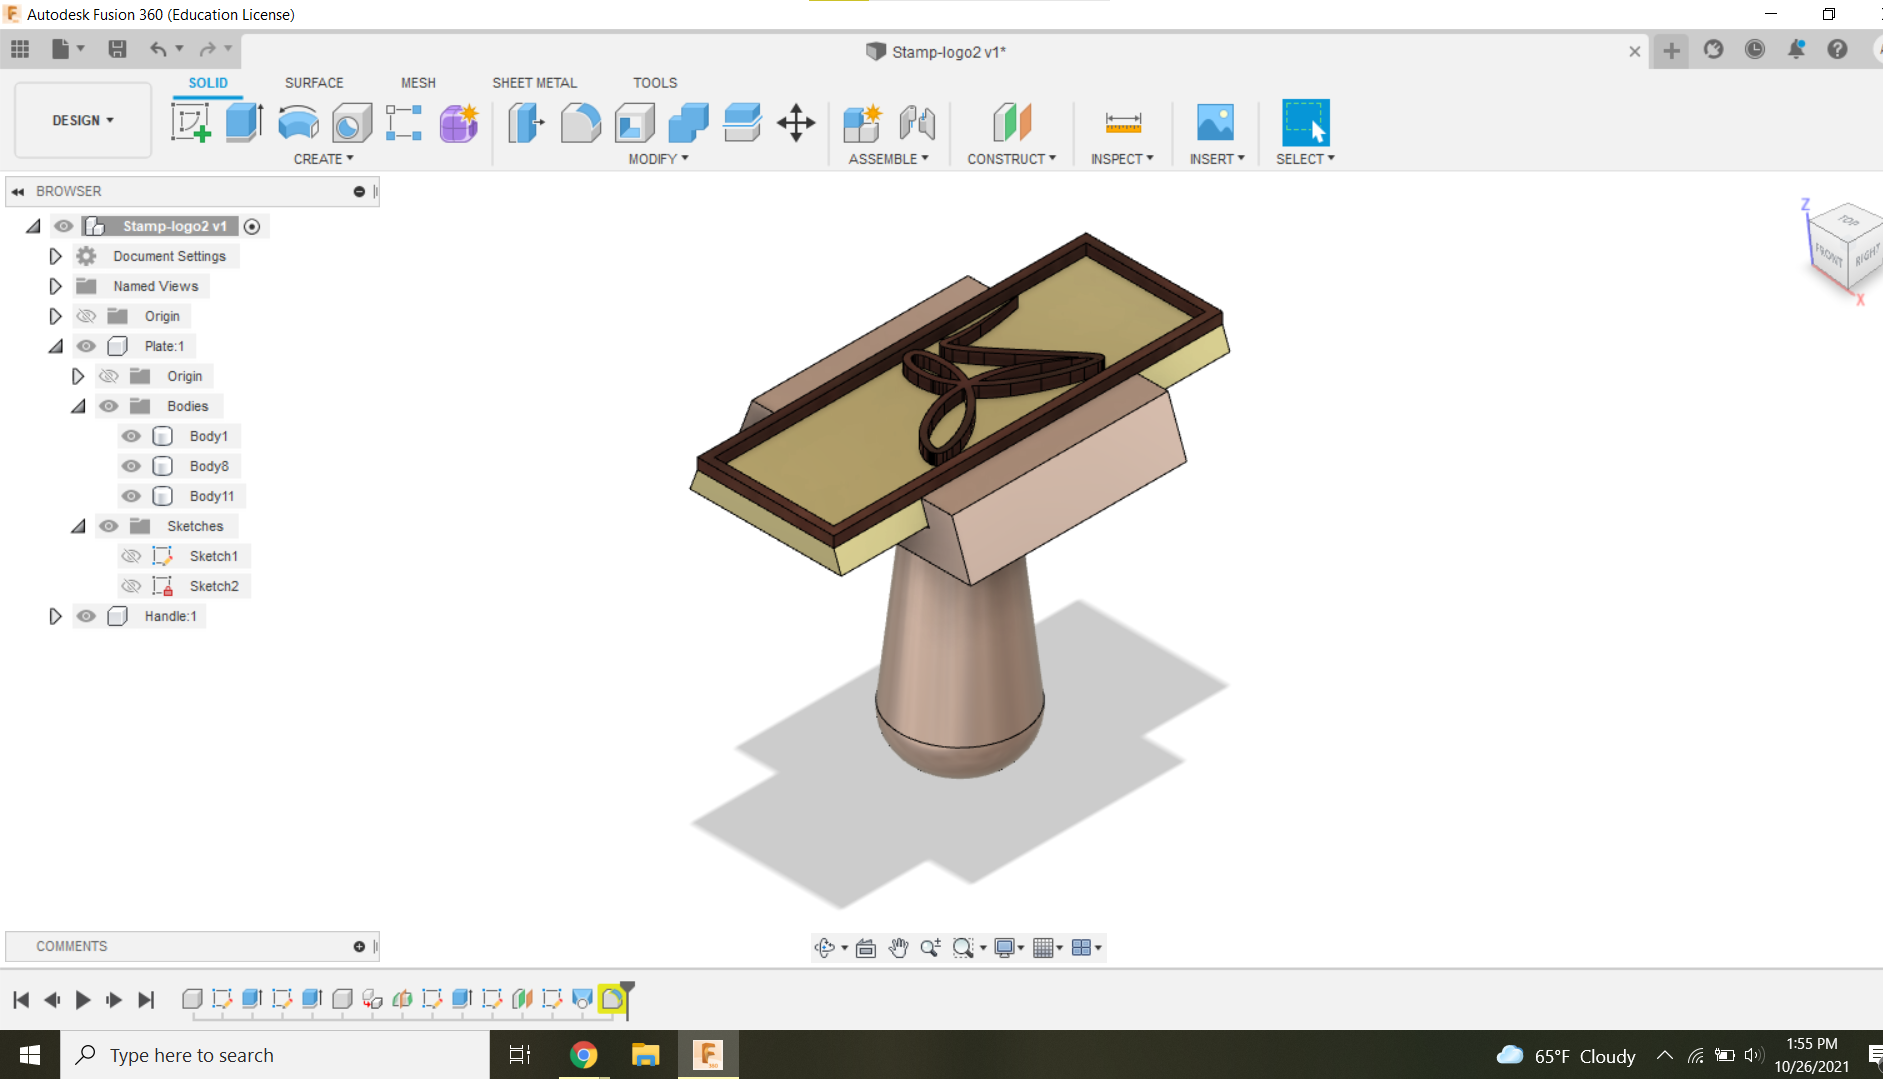 Autodesk Fusion 360 (Education License)
Stamp-logo2 v1*
SOLID SURFACE MESH SHEET METAL TOOLS
DESIGN
CREATE MODIFY ASSEMBLE CONSTRUCT INSPECT INSERT SELECT
BROWSER
Stamp-logo2 v1
Document Settings
Named Views
Origin
Plate:1
Origin
Bodies
Body1
Body8
Body11
Sketches
Sketch1
Sketch2
Handle:1
Z
TOP
FRONT
RIGHT
X
COMMENTS
Type here to search
65°F Cloudy
1:55 PM
10/26/2021